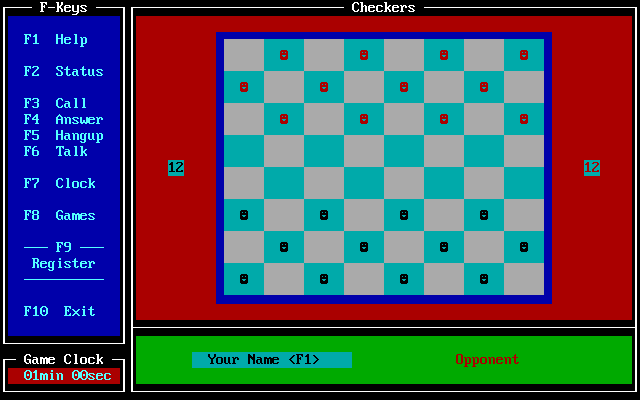 F-Keys
Checkers
F1 Help
F2 Status
F3 Call
F4 Answer
F5 Hangup
F6 Talk
12
12
F7 Clock
F8 Games
F9
Register
F10 Exit
Game Clock
01min 00sec
Your Name <F1>
Opponent